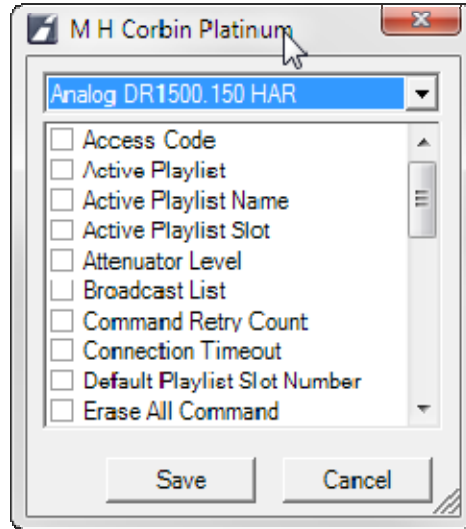 M H Corbin Platinum
Analog DR1500.150 HAR
Access Code
Active Playlist
Active Playlist Name
Active Playlist Slot
Attenuator Level
Broadcast List
Command Retry Count
Connection Timeout
Default Playlist Slot Number
Erase All Command
Save Cancel